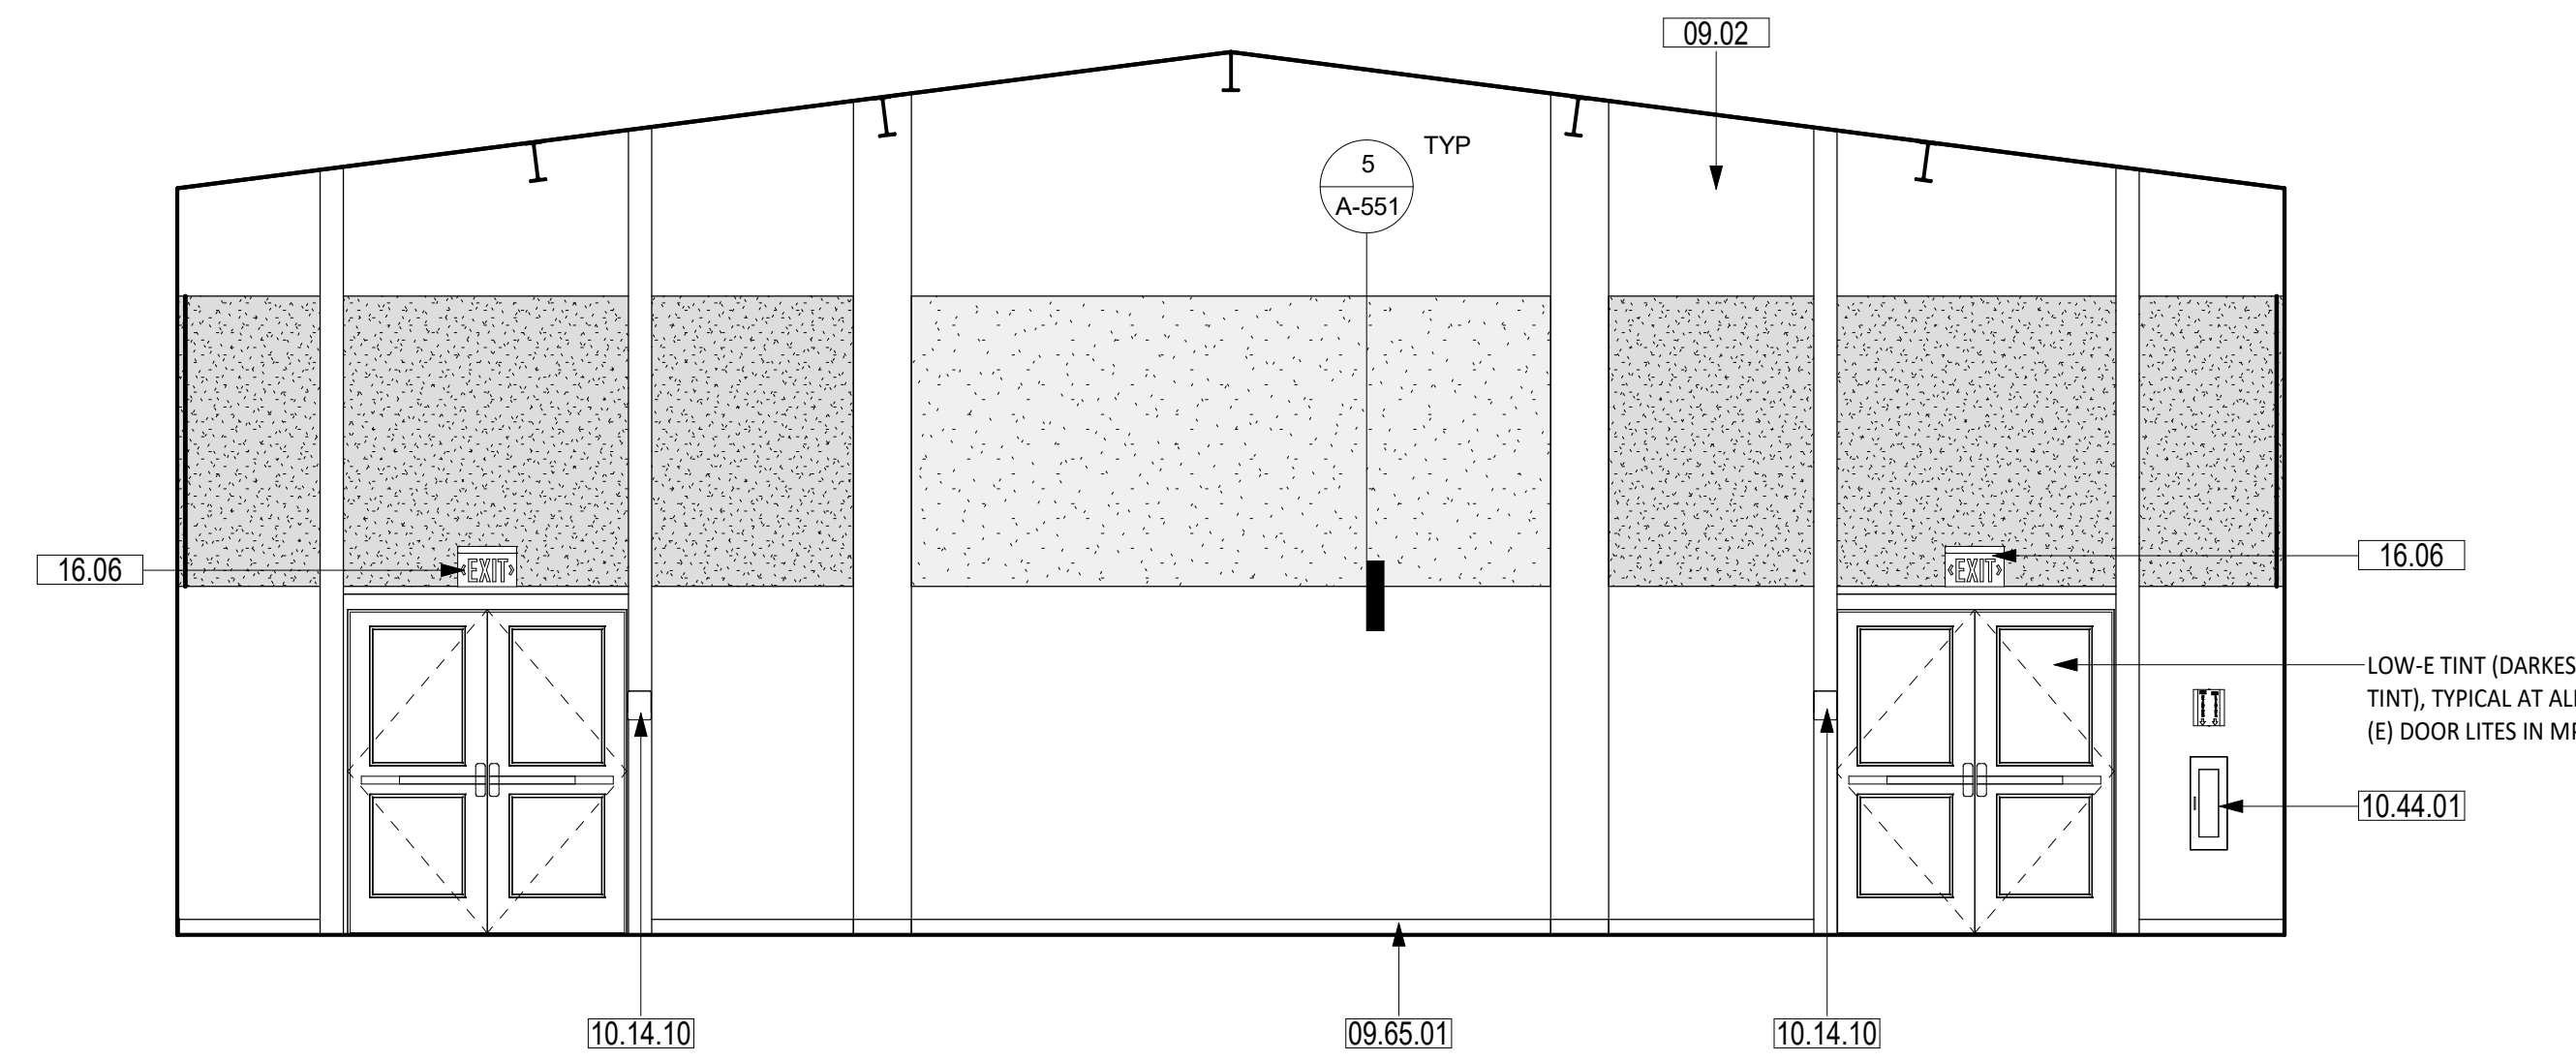 09.02
TYP
5
A-551
16.06
EXIT
EXIT
16.06
LOW-E TINT (DARKES
TINT), TYPICAL AT AL
(E) DOOR LITES IN
10.44.01
10.14.10
09.65.01
10.14.10